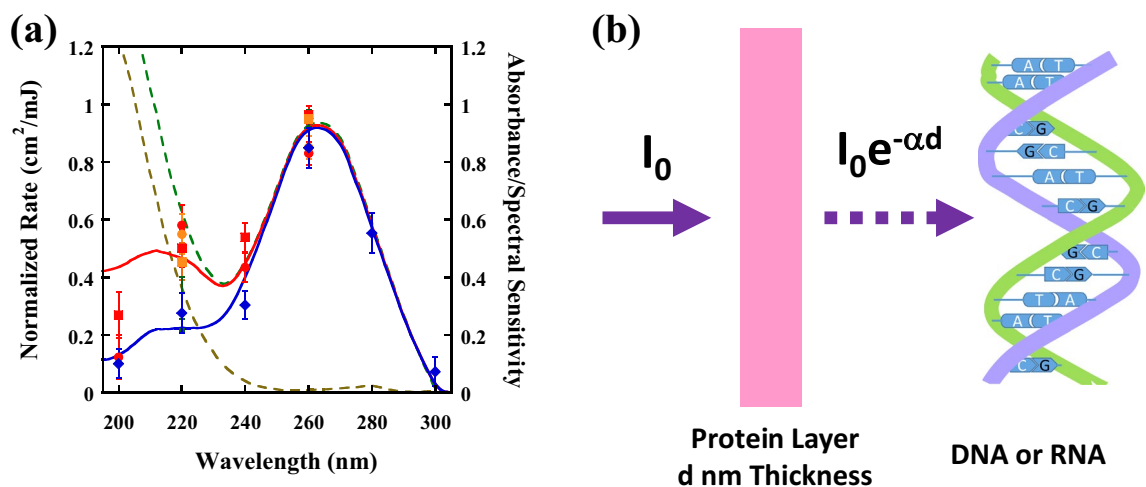 (a)
1.2
1
0.8
0.6
0.4
0.2
0
Normalized Rate (cm²/mJ)
200 220 240 260 280 300
Wavelength (nm)
1.2
1
0.8
0.6
0.4
0.2
0
Absorbance/Spectral Sensitivity
(b)
I₀
I₀e⁻ᵅᵈ
Protein Layer
d nm Thickness
A T
A T
C G
G C
A T
C G
G C
C G
T A
A T
C G
DNA or RNA